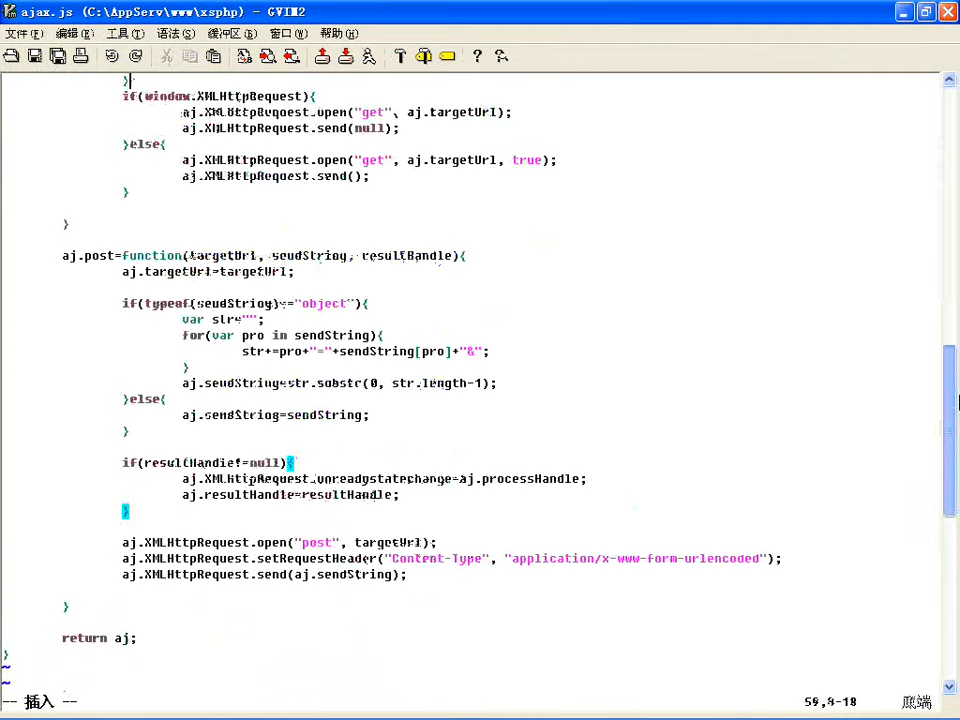 ajax.js (C:\AppServ\www\xsphp) - GVIM2
文件(F) 编辑(E) 工具(T) 语法(S) 缓冲区(B) 窗口(W) 帮助(H)
}
if(window.XMLHttpRequest){
aj.XMLHttpRequest.open("get", aj.targetUrl);
aj.XMLHttpRequest.send(null);
}else{
aj.XMLHttpRequest.open("get", aj.targetUrl, true);
aj.XMLHttpRequest.send();
}
}
aj.post=function(targetUrl, sendString, resultHandle){
aj.targetUrl=targetUrl;
if(typeof(sendString)=="object"){
var str="";
for(var pro in sendString){
str+=pro+"="+sendString[pro]+"&";
}
aj.sendString=str.substr(0, str.length-1);
}else{
aj.sendString=sendString;
}
if(resultHandle!=null){
aj.XMLHttpRequest.onreadystatechange=aj.processHandle;
aj.resultHandle=resultHandle;
}
aj.XMLHttpRequest.open("post", targetUrl);
aj.XMLHttpRequest.setRequestHeader("Content-Type", "application/x-www-form-urlencoded");
aj.XMLHttpRequest.send(aj.sendString);
}
return aj;
}
~
~
-- 插入 --
底端